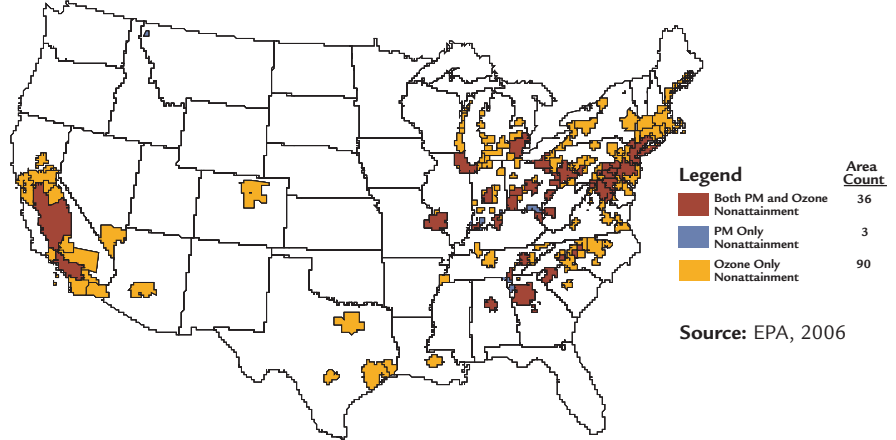 Legend
Area
Count
Both PM and Ozone
Nonattainment
36
PM Only
Nonattainment
3
Ozone Only
Nonattainment
90
Source: EPA, 2006